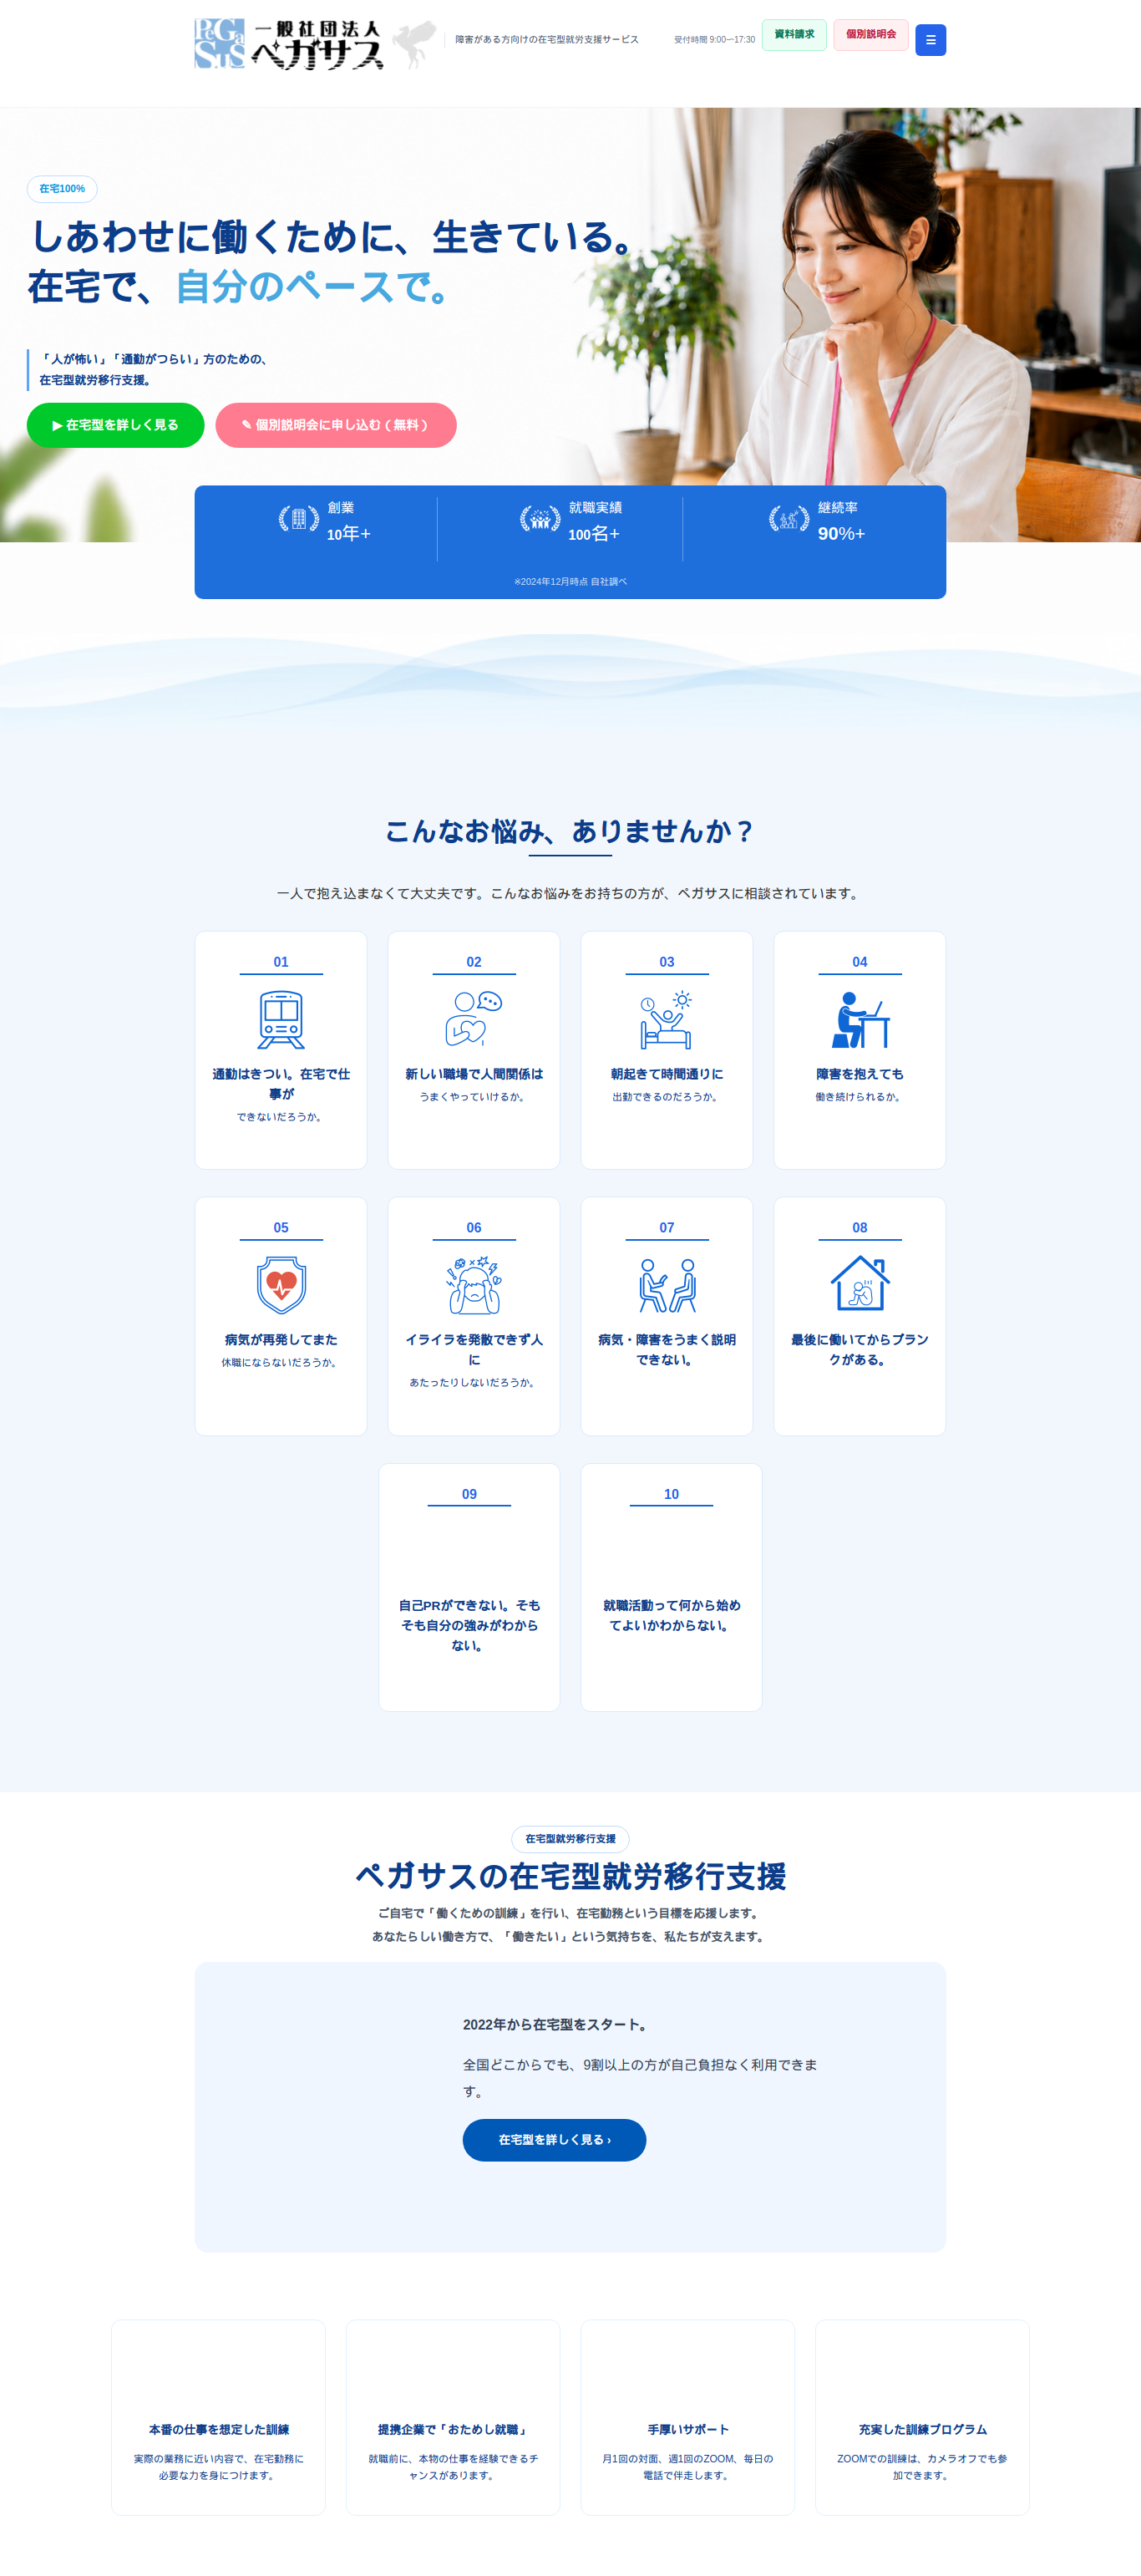 PeGaSUS
一般社団法人
ペガサス
障害がある方向けの在宅型就労支援サービス
受付時間 9:00〜17:30
資料請求
個別説明会
☰
在宅100%
しあわせに働くために、生きている。
在宅で、自分のペースで。
「人が怖い」「通勤がつらい」方のための、
在宅型就労移行支援。
▶ 在宅型を詳しく見る
✎ 個別説明会に申し込む（無料）
創業
10年+
就職実績
100名+
継続率
90%+
※2024年12月時点 自社調べ
こんなお悩み、ありませんか？
一人で抱え込まなくて大丈夫です。こんなお悩みをお持ちの方が、ペガサスに相談されています。
01
通勤はきつい。在宅で仕
事が
できないだろうか。
02
新しい職場で人間関係は
うまくやっていけるか。
03
朝起きて時間通りに
出勤できるのだろうか。
04
障害を抱えても
働き続けられるか。
05
病気が再発してまた
休職にならないだろうか。
06
イライラを発散できず人
に
あたったりしないだろうか。
07
病気・障害をうまく説明
できない。
08
最後に働いてからブラン
クがある。
09
自己PRができない。そも
そも自分の強みがわから
ない。
10
就職活動って何から始め
てよいかわからない。
在宅型就労移行支援
ペガサスの在宅型就労移行支援
ご自宅で「働くための訓練」を行い、在宅勤務という目標を応援します。
あなたらしい働き方で、「働きたい」という気持ちを、私たちが支えます。
2022年から在宅型をスタート。
全国どこからでも、9割以上の方が自己負担なく利用できま
す。
在宅型を詳しく見る ›
本番の仕事を想定した訓練
実際の業務に近い内容で、在宅勤務に
必要な力を身につけます。
提携企業で「おためし就職」
就職前に、本物の仕事を経験できるチ
ャンスがあります。
手厚いサポート
月1回の対面、週1回のZOOM、毎日の
電話で伴走します。
充実した訓練プログラム
ZOOMでの訓練は、カメラオフでも参
加できます。